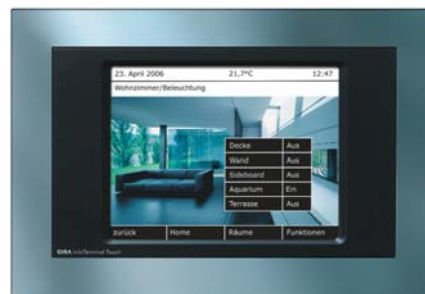 23. April 2006 21,7°C 12:47
Wohnzimmer/Beleuchtung
Decke Aus
Wand Aus
Sideboard Aus
Aquarium Ein
Terrasse Aus
zurück Home Räume Funktionen
GIRA InfoTerminal Touch